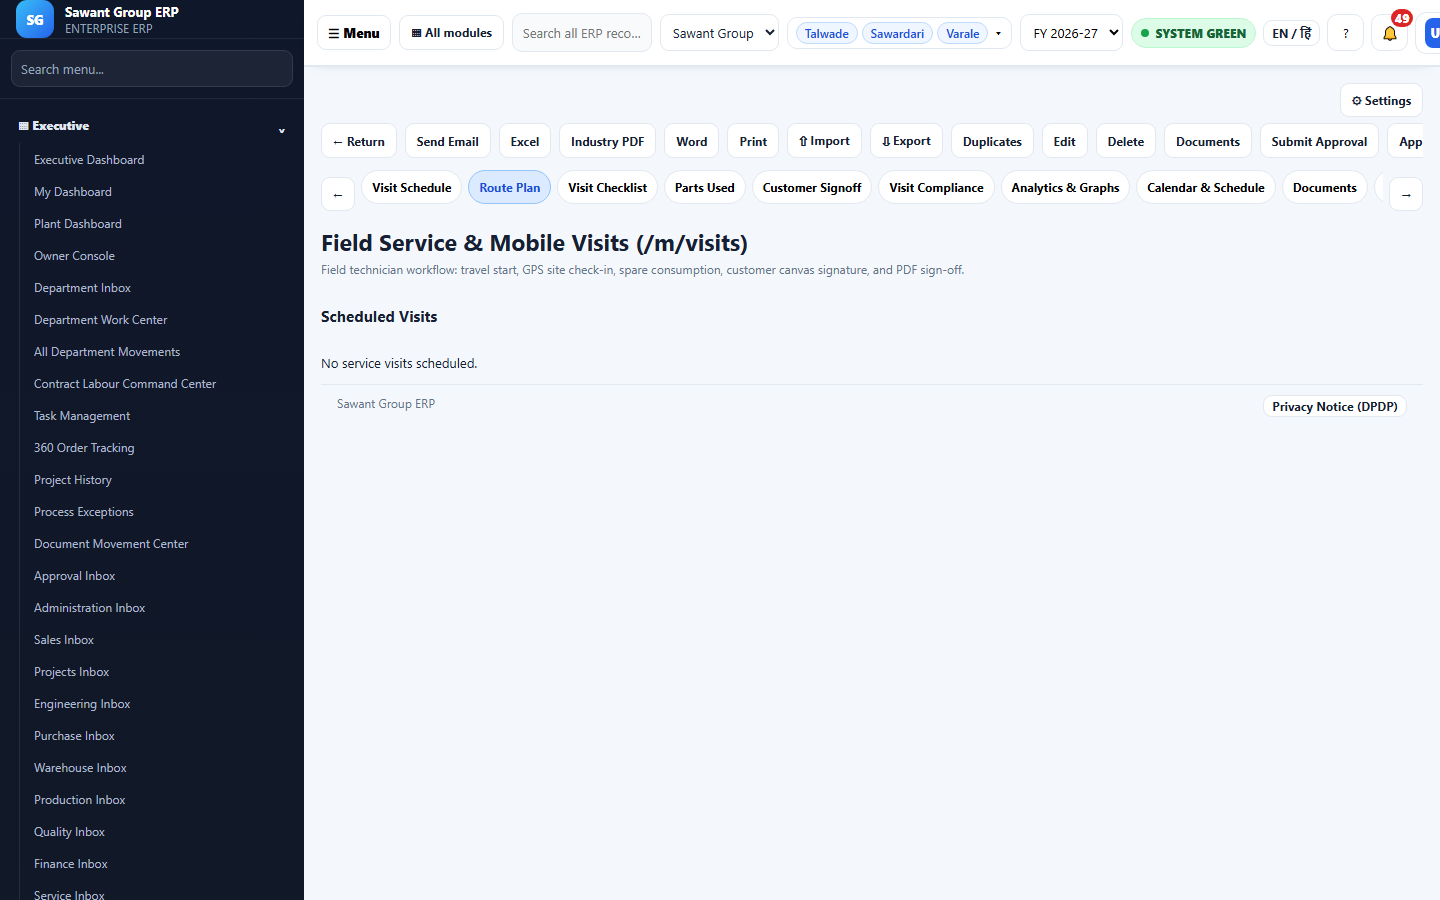 SG
Sawant Group ERP
ENTERPRISE ERP
☰ Menu
▦ All modules
Search all ERP reco...
Sawant Group
Talwade
Sawardari
Varale
FY 2026-27
SYSTEM GREEN
EN / हिं
?
49
U
Search menu...
⚙ Settings
Executive
Executive Dashboard
My Dashboard
Plant Dashboard
Owner Console
Department Inbox
Department Work Center
All Department Movements
Contract Labour Command Center
Task Management
360 Order Tracking
Project History
Process Exceptions
Document Movement Center
Approval Inbox
Administration Inbox
Sales Inbox
Projects Inbox
Engineering Inbox
Purchase Inbox
Warehouse Inbox
Production Inbox
Quality Inbox
Finance Inbox
Service Inbox
← Return
Send Email
Excel
Industry PDF
Word
Print
⇧ Import
⇩ Export
Duplicates
Edit
Delete
Documents
Submit Approval
App
←
Visit Schedule
Route Plan
Visit Checklist
Parts Used
Customer Signoff
Visit Compliance
Analytics & Graphs
Calendar & Schedule
Documents
→
Field Service & Mobile Visits (/m/visits)
Field technician workflow: travel start, GPS site check-in, spare consumption, customer canvas signature, and PDF sign-off.
Scheduled Visits
No service visits scheduled.
Sawant Group ERP
Privacy Notice (DPDP)